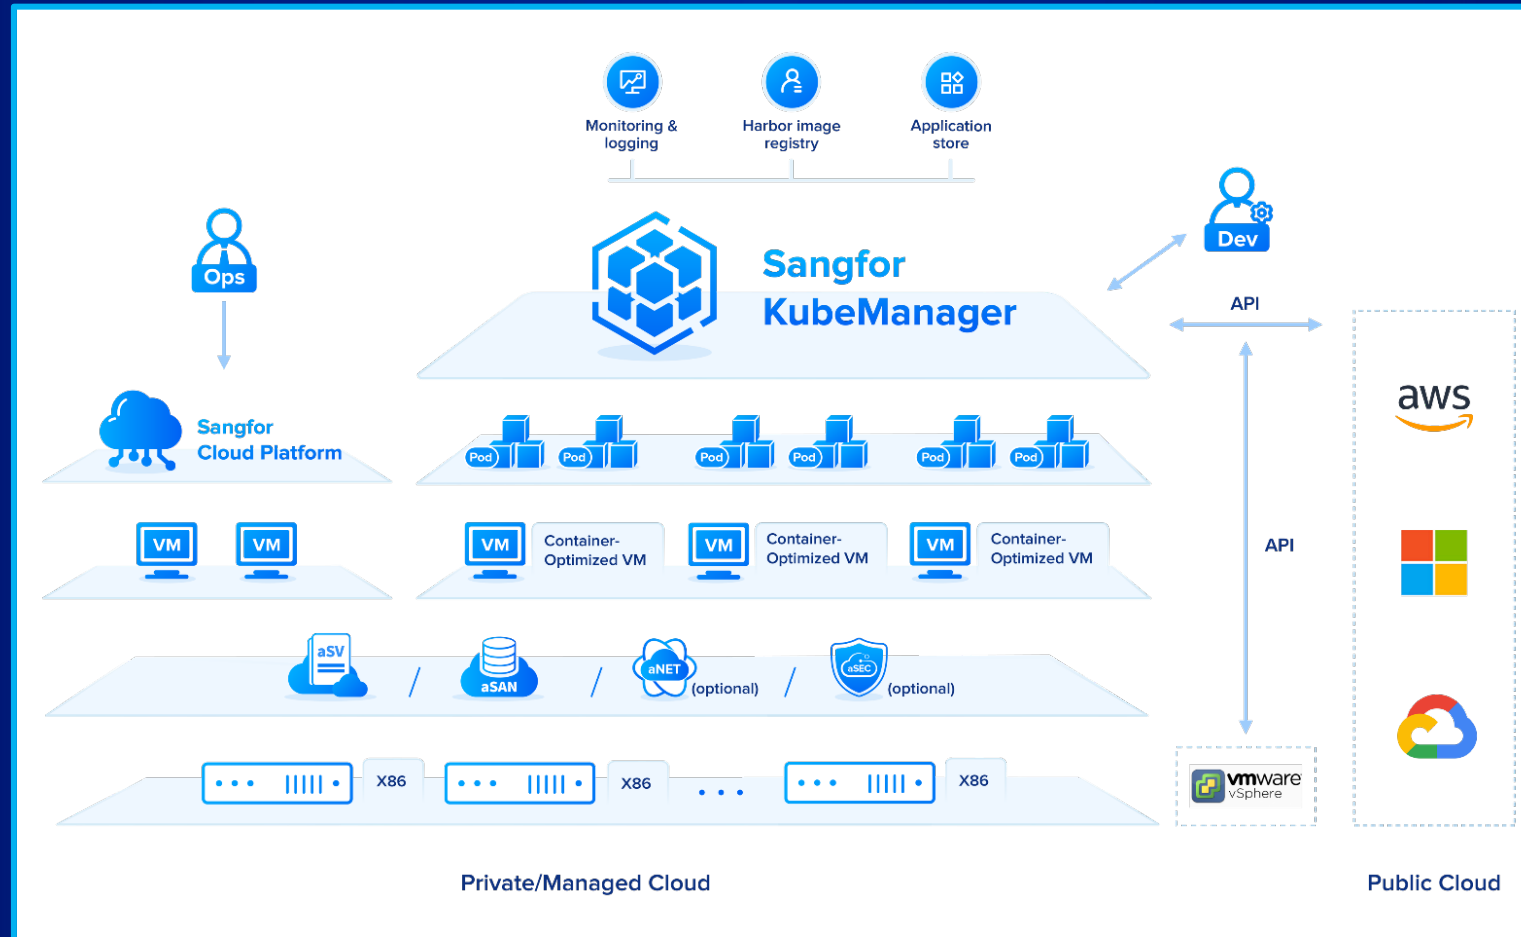 Monitoring &
logging
Harbor image
registry
Application
store
Ops
Sangfor
KubeManager
Dev
API
Sangfor
Cloud Platform
Pod
Pod
Pod
Pod
Pod
Pod
aws
VM
VM
VM
Container-
Optimized VM
VM
Container-
Optimized VM
VM
Container-
Optimized VM
API
aSV
/
aSAN
/
aNET
(optional)
/
aSEC
(optional)
X86
X86
...
X86
vmware
vSphere
Private/Managed Cloud
Public Cloud